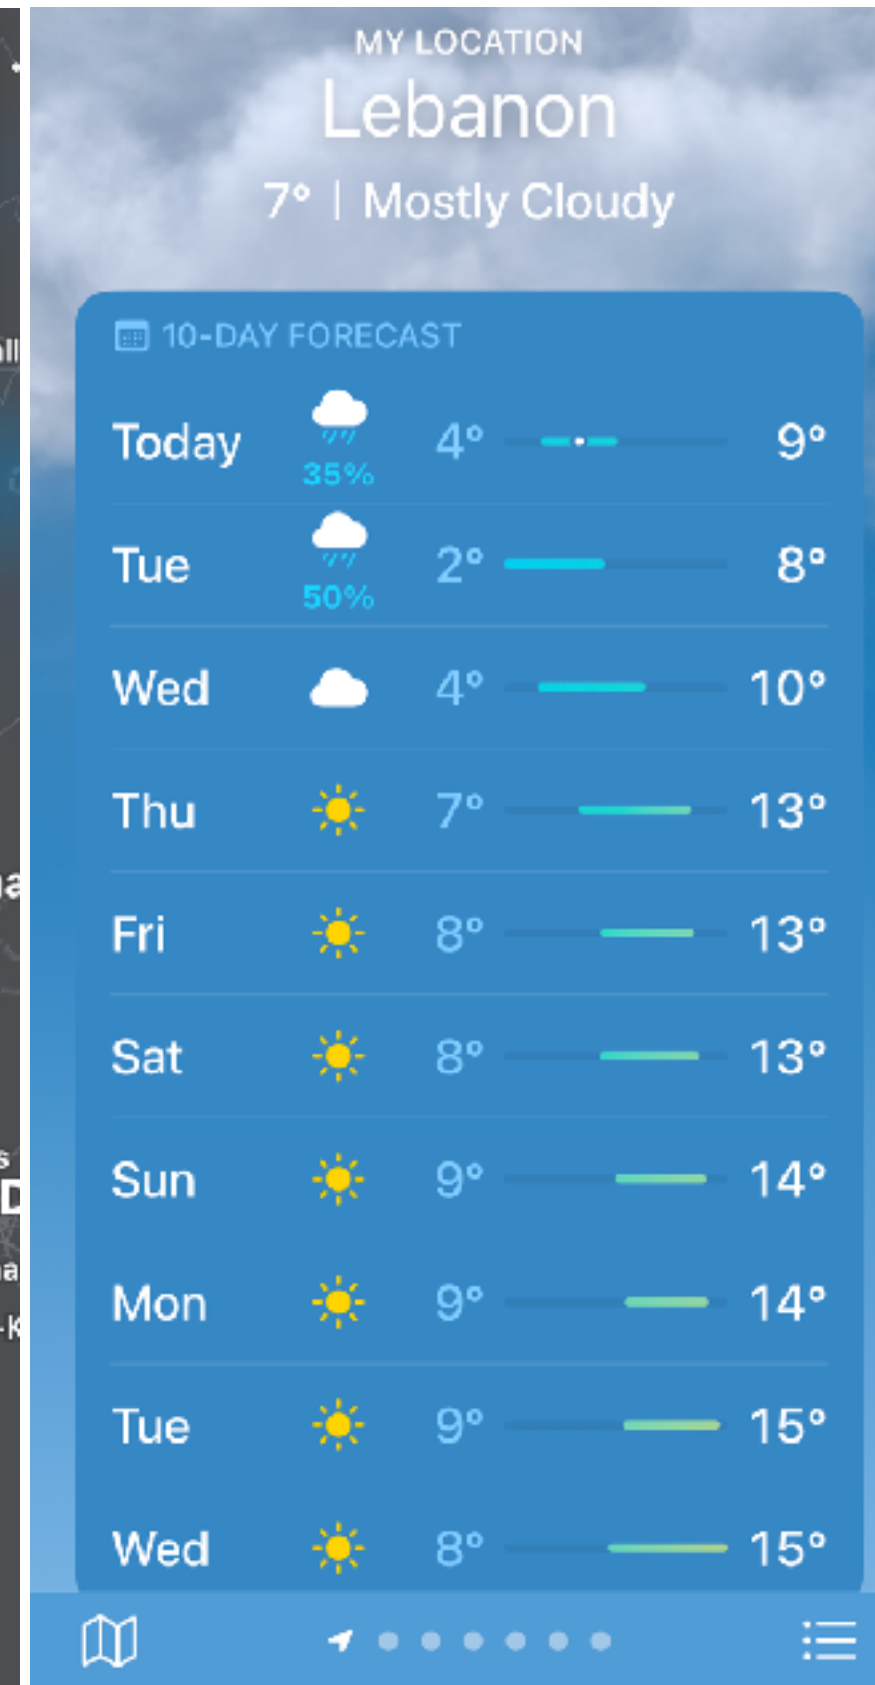 MY LOCATION
Lebanon
7° | Mostly Cloudy
10-DAY FORECAST
Today 35% 4° 9°
Tue 50% 2° 8°
Wed 4° 10°
Thu 7° 13°
Fri 8° 13°
Sat 8° 13°
Sun 9° 14°
Mon 9° 14°
Tue 9° 15°
Wed 8° 15°